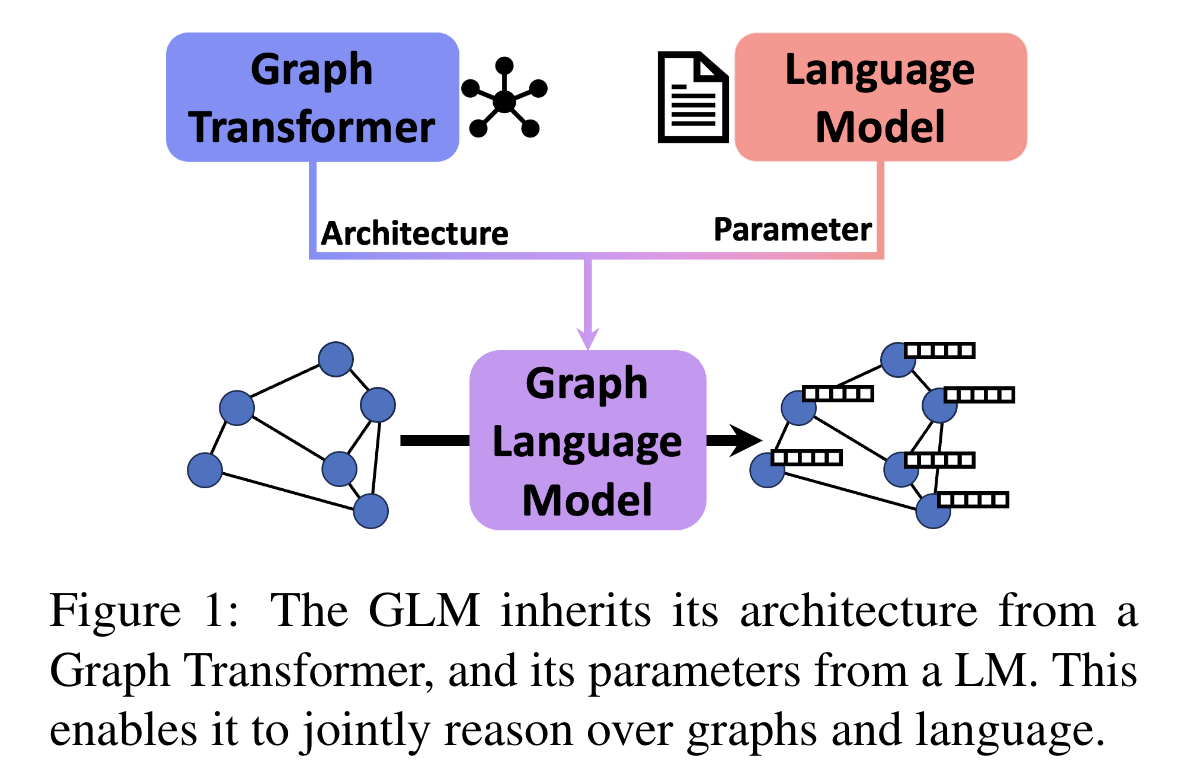 Graph
Transformer
Language
Model
Architecture
Parameter
Graph
Language
Model
Figure 1: The GLM inherits its architecture from a
Graph Transformer, and its parameters from a LM. This
enables it to jointly reason over graphs and language.